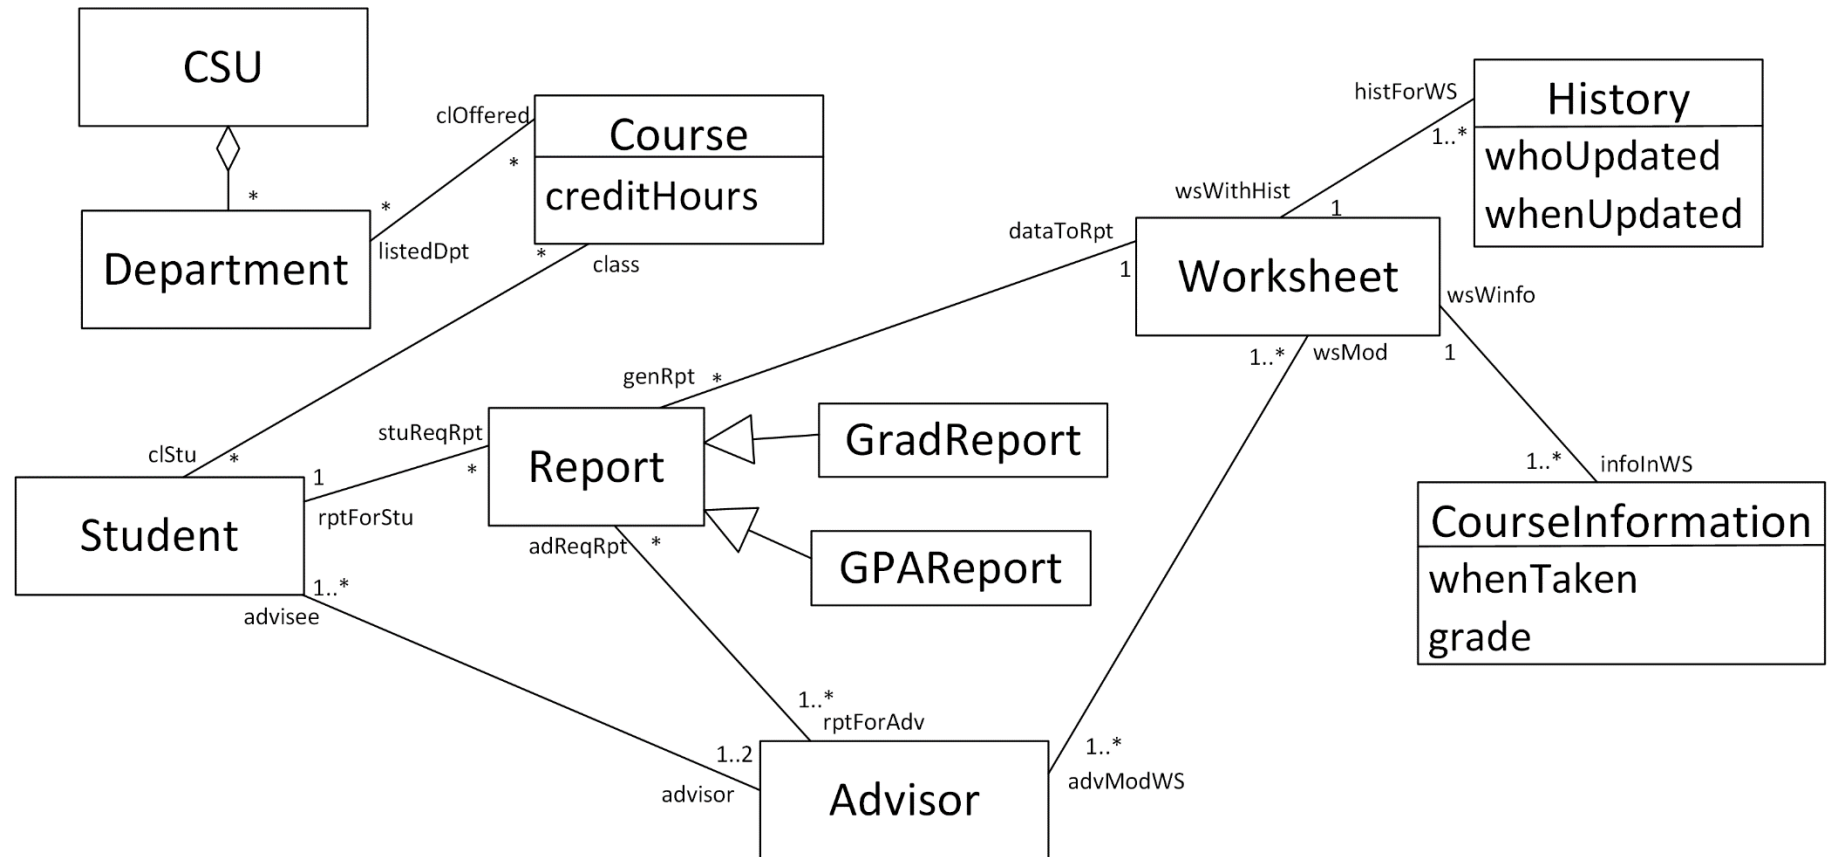 CSU
*
Department
clOffered
*
*
listedDpt
Course
creditHours
*
class
clStu
*
Student
1
rptForStu
stuReqRpt
*
1..*
advisee
Report
genRpt
*
adReqRpt
*
GradReport
GPAReport
dataToRpt
1
wsWithHist
1
histForWS
1..*
History
whoUpdated
whenUpdated
Worksheet
wsWinfo
1
1..*
wsMod
1..*
infoInWS
CourseInformation
whenTaken
grade
1..*
rptForAdv
1..2
advisor
1..*
advModWS
Advisor